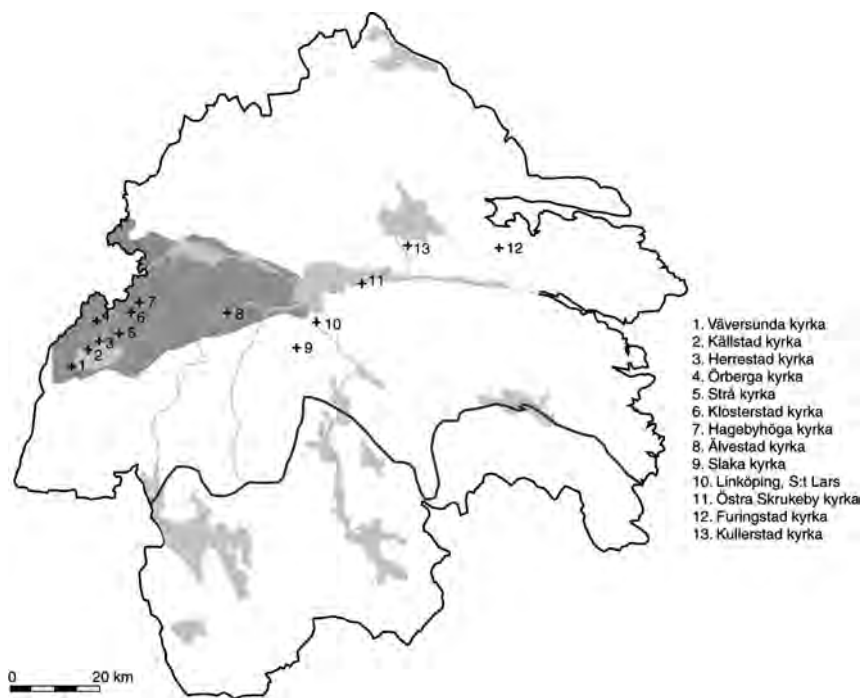 13
12
11
7
4
6
8
5
10
3
2
9
1
1. Väversunda kyrka
2. Källstad kyrka
3. Herrestad kyrka
4. Örberga kyrka
5. Strå kyrka
6. Klosterstad kyrka
7. Hagebyhöga kyrka
8. Älvestad kyrka
9. Slaka kyrka
10. Linköping, S:t Lars
11. Östra Skrukeby kyrka
12. Furingstad kyrka
13. Kullerstad kyrka
0 20 km